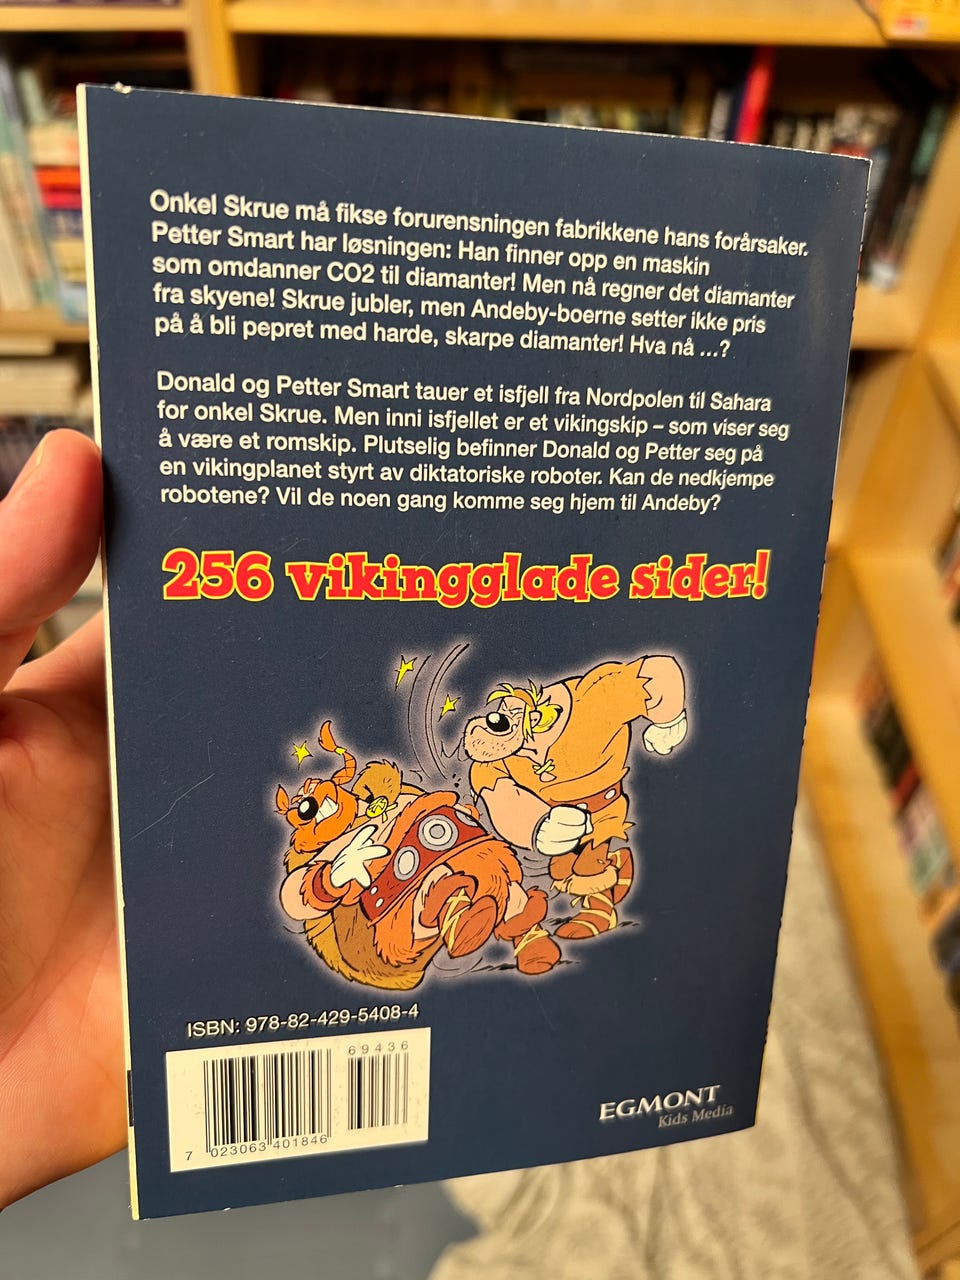 Onkel Skrue må fikse forurensningen fabrikkene hans forårsaker.
Petter Smart har løsningen: Han finner opp en maskin
som omdanner CO2 til diamanter! Men nå regner det diamanter
fra skyene! Skrue jubler, men Andeby-boerne setter ikke pris
på å bli pepret med harde, skarpe diamanter! Hva nå ...?
Donald og Petter Smart tauer et isfjell fra Nordpolen til Sahara
for onkel Skrue. Men inni isfjellet er et vikingskip – som viser seg
å være et romskip. Plutselig befinner Donald og Petter seg på
en vikingplanet styrt av diktatoriske roboter. Kan de nedkjempe
robotene? Vil de noen gang komme seg hjem til Andeby?
256 vikingglade sider!
ISBN: 978-82-429-5408-4
69436
7 023063 401846
EGMONT
Kids Media